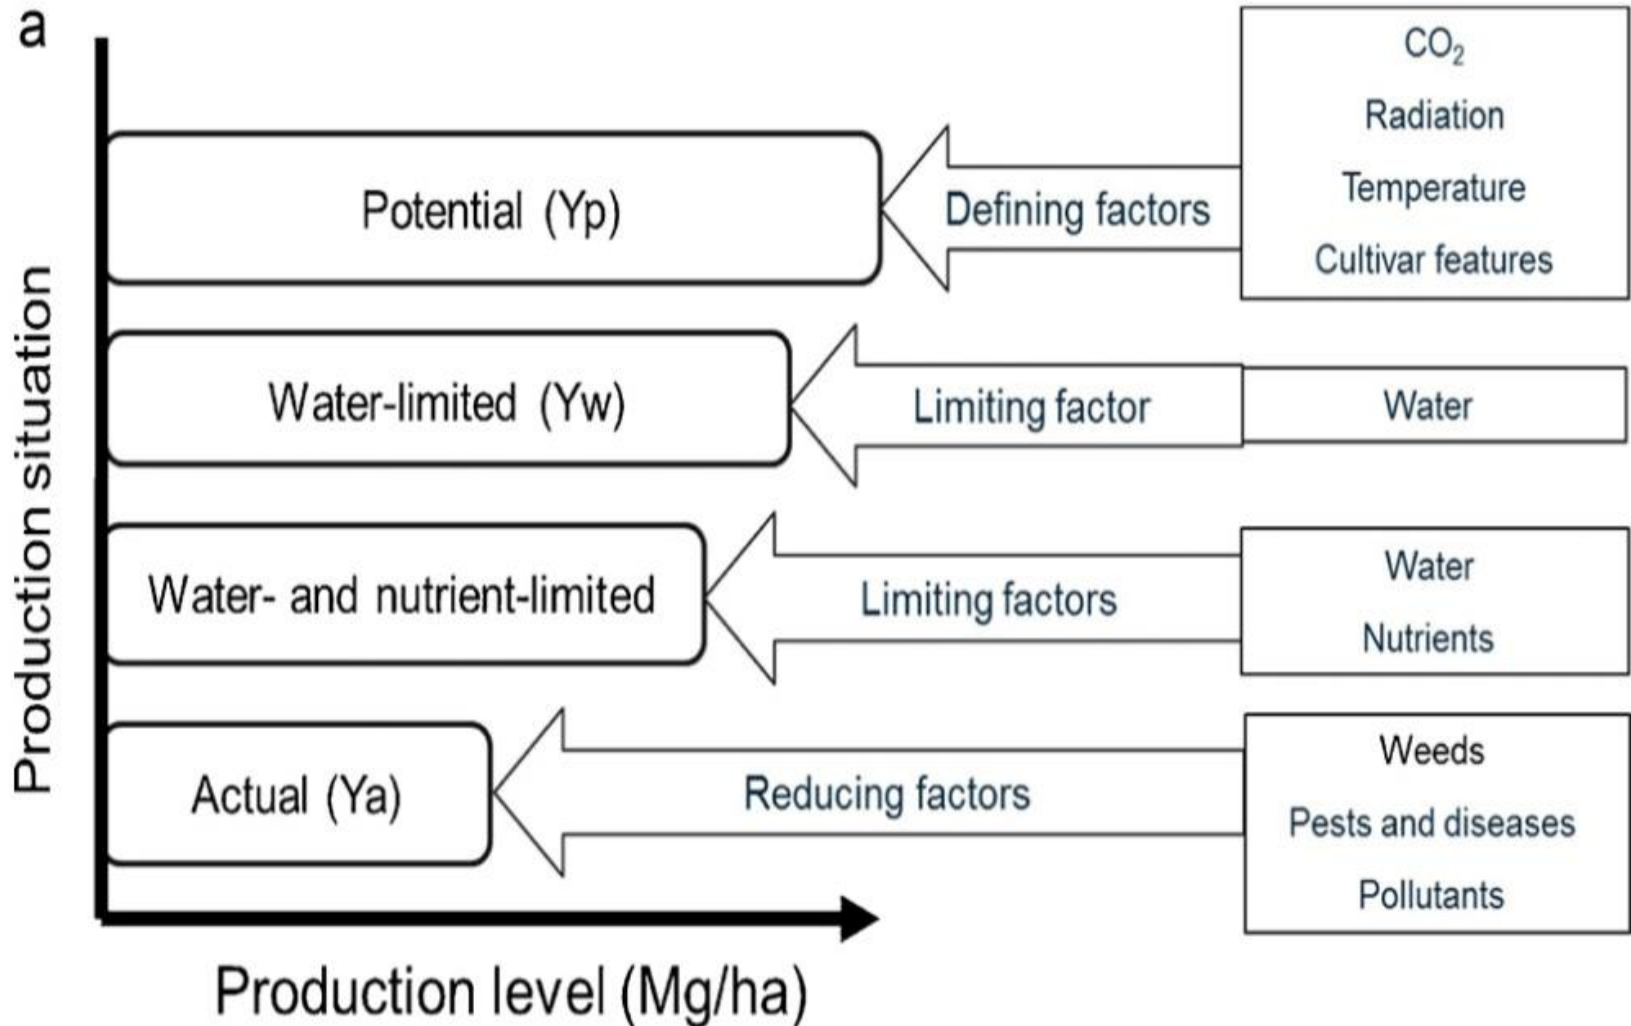 a
Production situation
Potential (Yp)
Defining factors
CO₂
Radiation
Temperature
Cultivar features
Water-limited (Yw)
Limiting factor
Water
Water- and nutrient-limited
Limiting factors
Water
Nutrients
Actual (Ya)
Reducing factors
Weeds
Pests and diseases
Pollutants
Production level (Mg/ha)